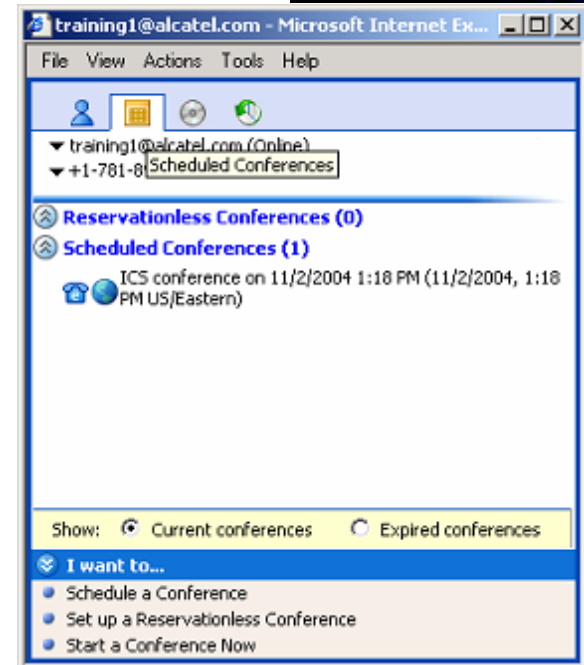 training1@alcatel.com - Microsoft Internet Ex...
File View Actions Tools Help
training1@alcatel.com (Online)
+1-781-8
Scheduled Conferences
Reservationless Conferences (0)
Scheduled Conferences (1)
ICS conference on 11/2/2004 1:18 PM (11/2/2004, 1:18
PM US/Eastern)
Show: Current conferences Expired conferences
I want to...
Schedule a Conference
Set up a Reservationless Conference
Start a Conference Now